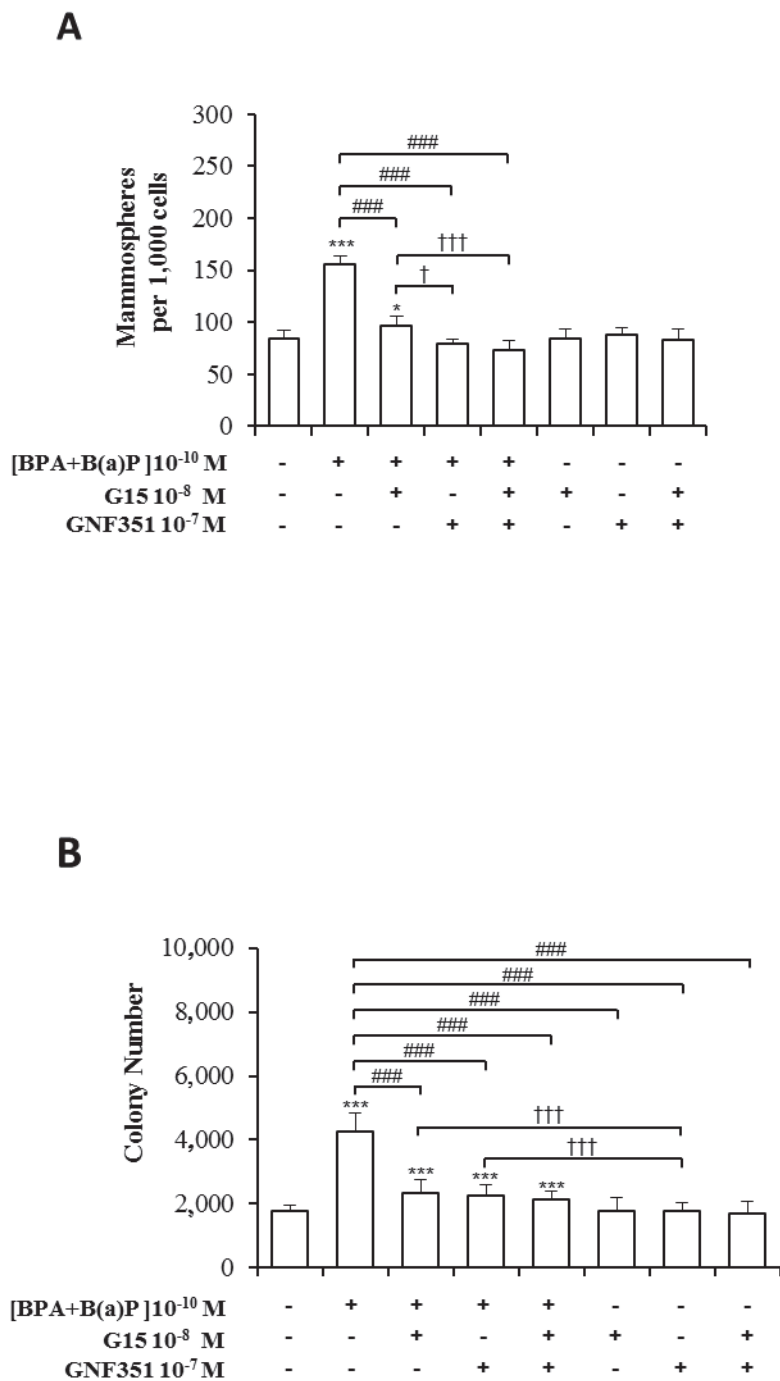 A
300
250
200
150
100
50
0
Mammospheres
per 1,000 cells
###
###
###
†††
†
***
*
[BPA+B(a)P]10⁻¹⁰ M - + + + + - - -
G15 10⁻⁸ M - - + - + + - +
GNF351 10⁻⁷ M - - - + + - + +
B
10,000
8,000
6,000
4,000
2,000
0
Colony Number
###
###
###
###
###
###
†††
†††
***
***
***
***
[BPA+B(a)P]10⁻¹⁰ M - + + + + - - -
G15 10⁻⁸ M - - + - + + - +
GNF351 10⁻⁷ M - - - + + - + +